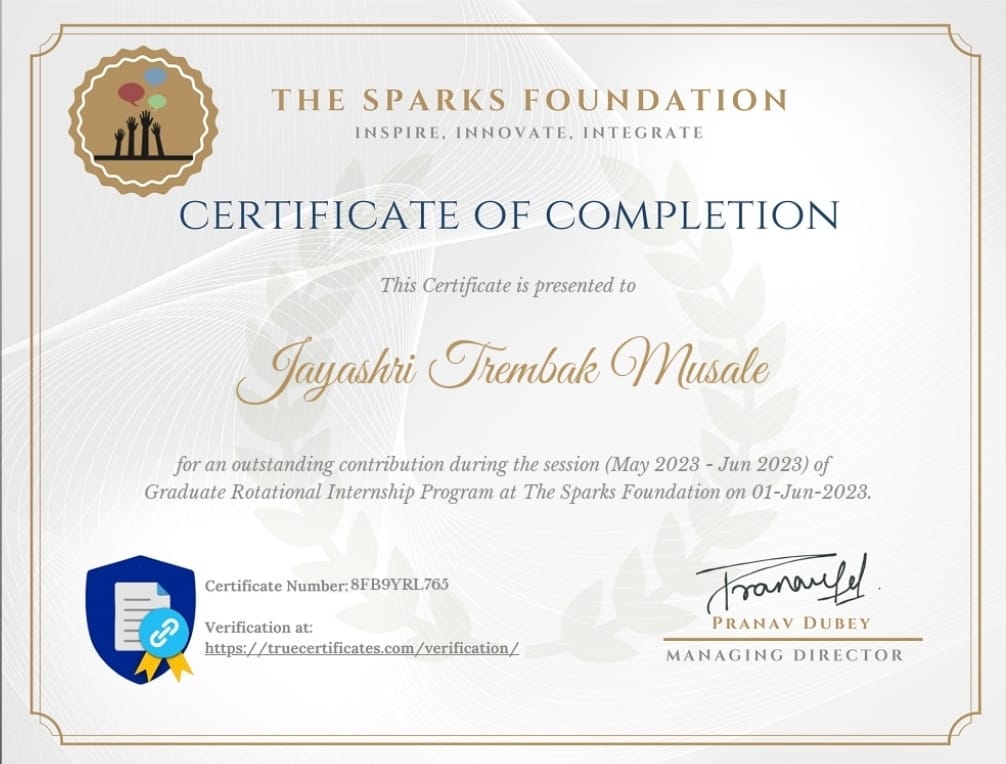 THE SPARKS FOUNDATION
INSPIRE, INNOVATE, INTEGRATE
CERTIFICATE OF COMPLETION
This Certificate is presented to
Jayashri Trembak Musale
for an outstanding contribution during the session (May 2023 - Jun 2023) of
Graduate Rotational Internship Program at The Sparks Foundation on 01-Jun-2023.
Certificate Number: 8FB9YRL765
Verification at:
https://truecertificates.com/verification/
PRANAV DUBEY
MANAGING DIRECTOR